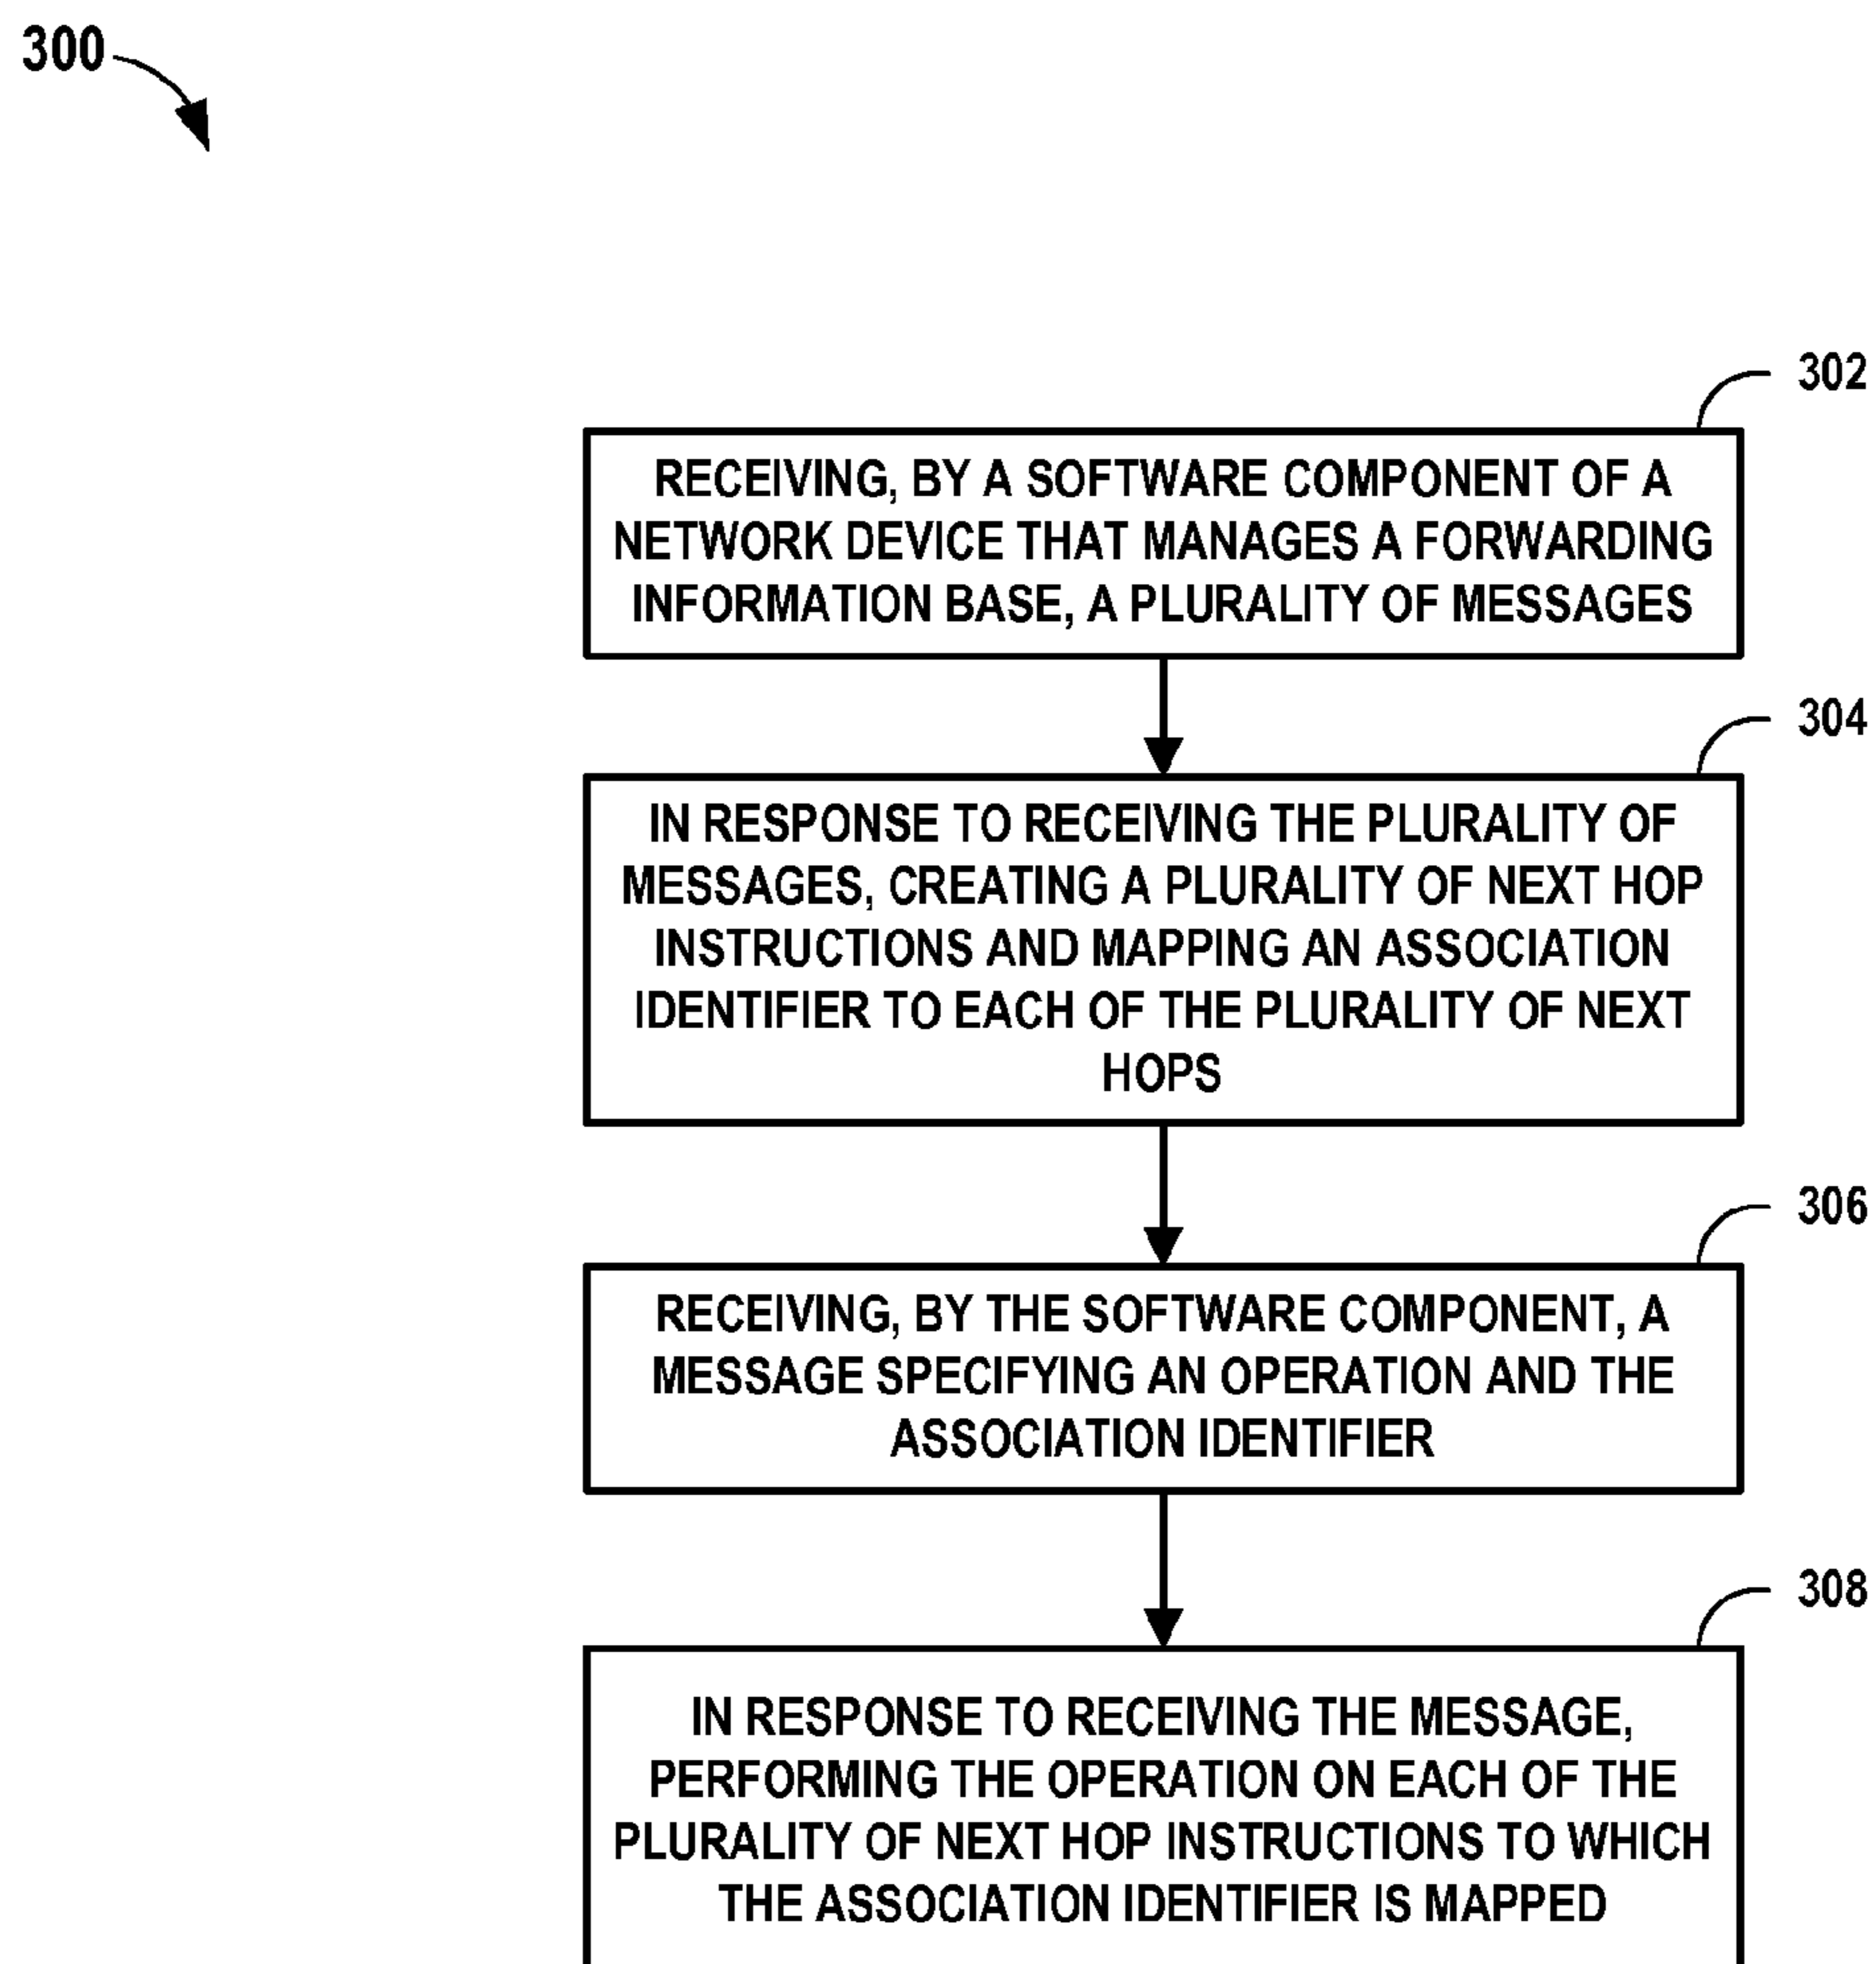 300
302
RECEIVING, BY A SOFTWARE COMPONENT OF A
NETWORK DEVICE THAT MANAGES A FORWARDING
INFORMATION BASE, A PLURALITY OF MESSAGES
304
IN RESPONSE TO RECEIVING THE PLURALITY OF
MESSAGES, CREATING A PLURALITY OF NEXT HOP
INSTRUCTIONS AND MAPPING AN ASSOCIATION
IDENTIFIER TO EACH OF THE PLURALITY OF NEXT
HOPS
306
RECEIVING, BY THE SOFTWARE COMPONENT, A
MESSAGE SPECIFYING AN OPERATION AND THE
ASSOCIATION IDENTIFIER
308
IN RESPONSE TO RECEIVING THE MESSAGE,
PERFORMING THE OPERATION ON EACH OF THE
PLURALITY OF NEXT HOP INSTRUCTIONS TO WHICH
THE ASSOCIATION IDENTIFIER IS MAPPED